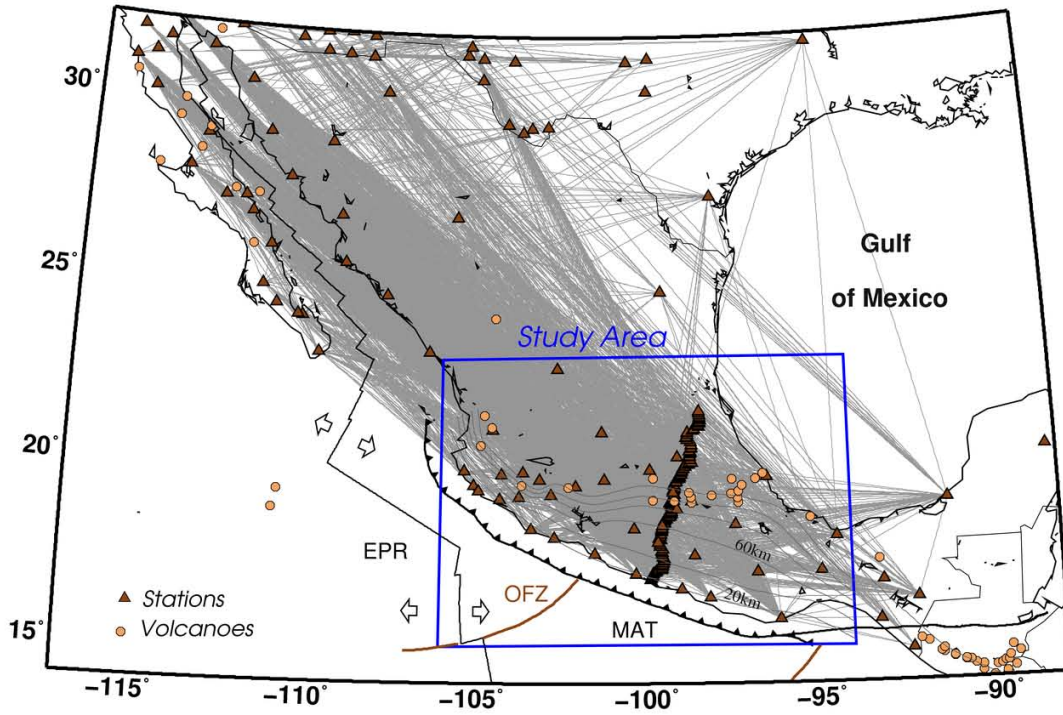 30°
25°
20°
15°
Gulf
of Mexico
Study Area
EPR
OFZ
MAT
60km
20km
Stations
Volcanoes
−115°
−110°
−105°
−100°
−95°
−90°